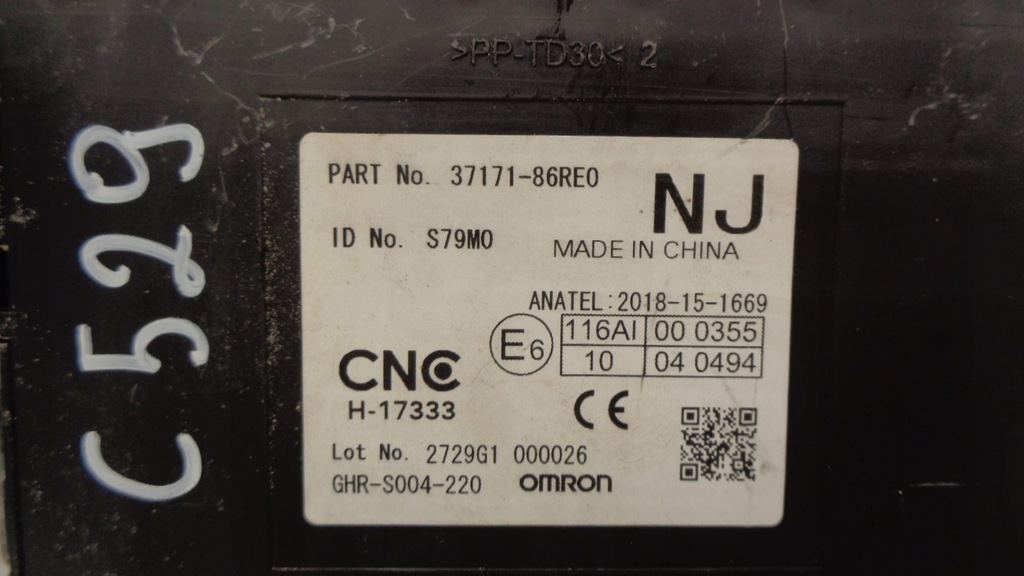 >PP-TD30< 2
C529
PART No. 37171-86RE0
NJ
ID No. S79M0
MADE IN CHINA
ANATEL:2018-15-1669
E6
116AI 00 0355
10 04 0494
CNC
H-17333
CE
Lot No. 2729G1 000026
GHR-S004-220 OMRON